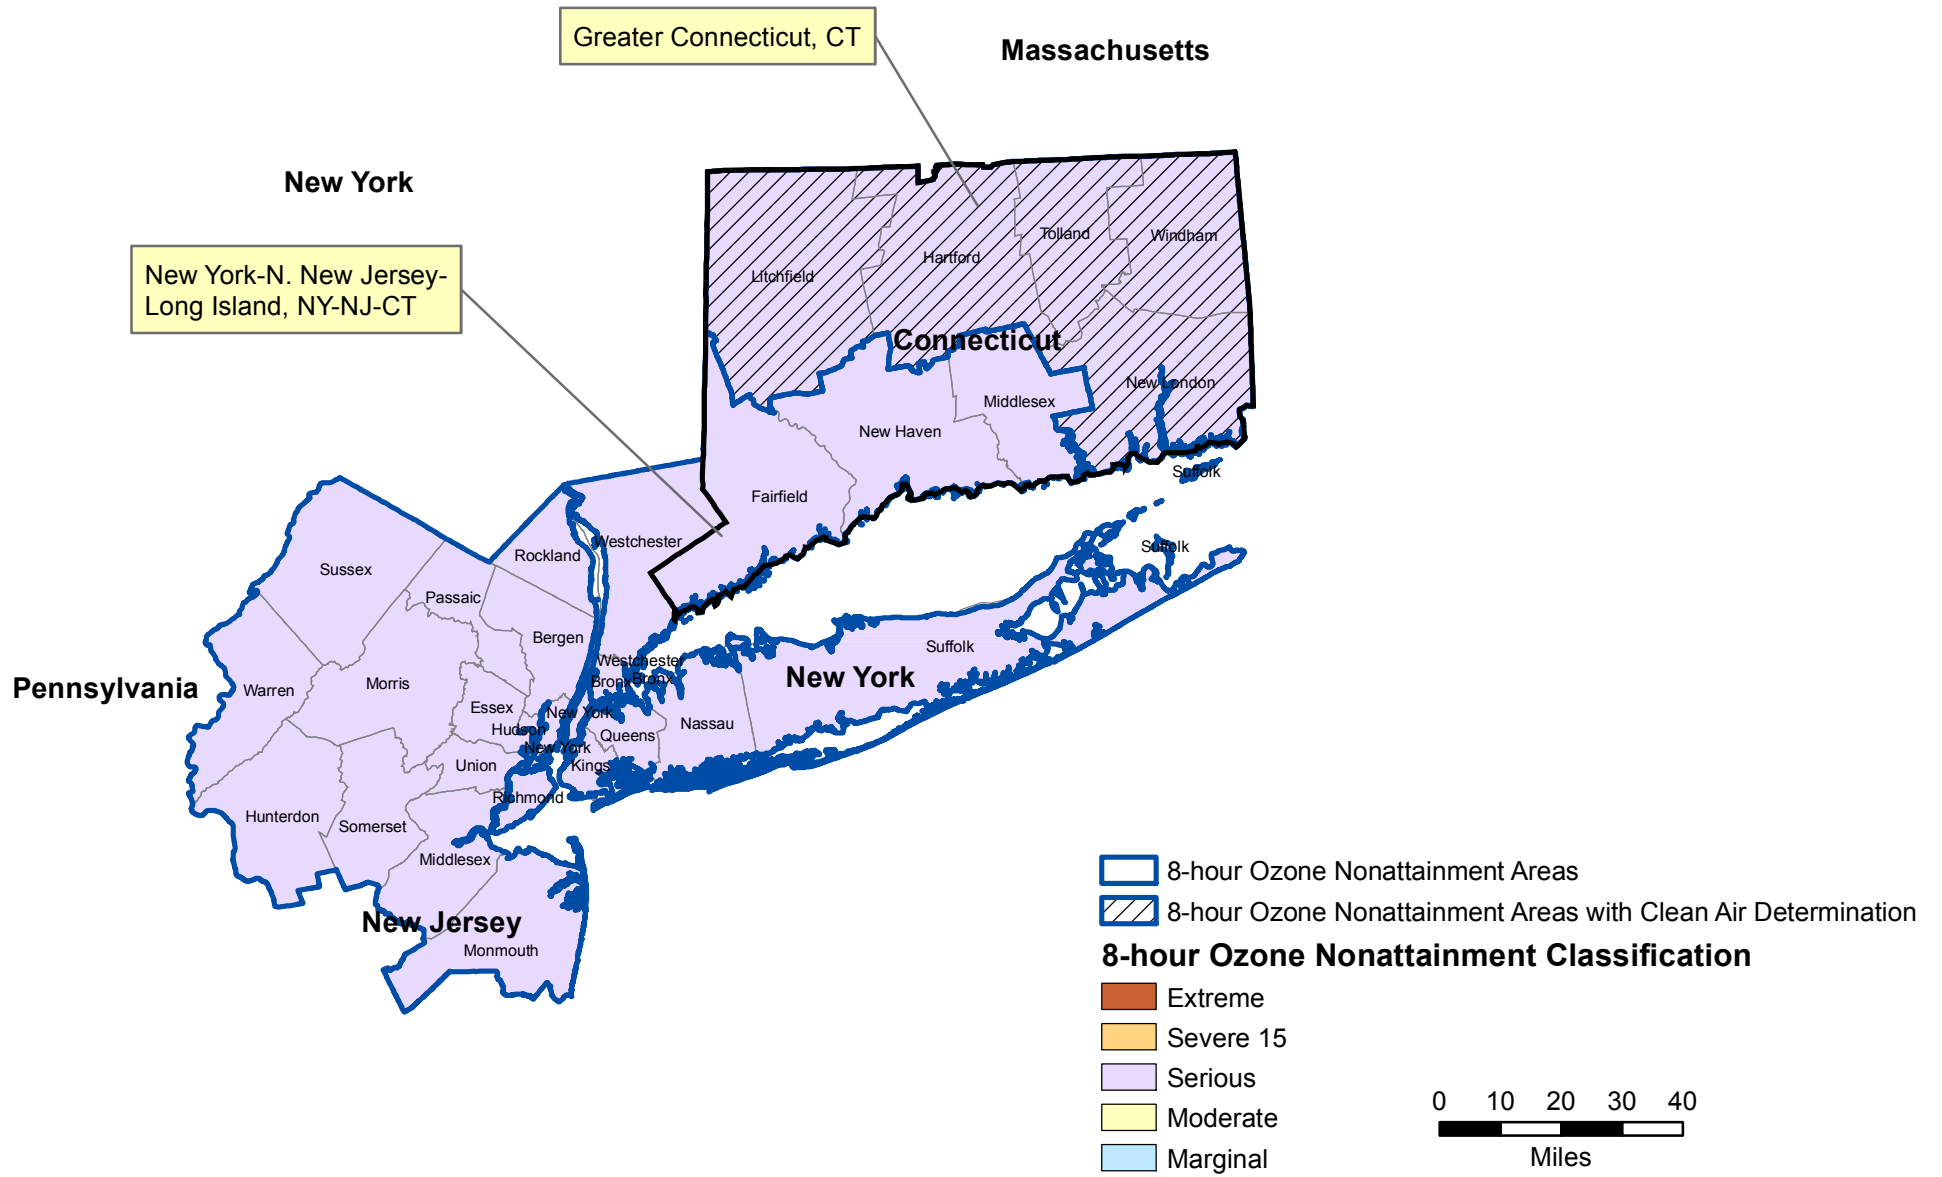 Greater Connecticut, CT
Massachusetts
New York
New York-N. New Jersey-
Long Island, NY-NJ-CT
Tolland
Windham
Hartford
Litchfield
Connecticut
New London
Middlesex
New Haven
Suffolk
Fairfield
Westchester
Suffolk
Rockland
Sussex
Passaic
Bergen
Suffolk
Westchester
Bronx
Bronx
New York
Pennsylvania
Warren
Morris
Essex
New York
Nassau
Hudson
Queens
New York
Union
Kings
Richmond
Hunterdon
Somerset
Middlesex
New Jersey
Monmouth
8-hour Ozone Nonattainment Areas
8-hour Ozone Nonattainment Areas with Clean Air Determination
8-hour Ozone Nonattainment Classification
Extreme
Severe 15
Serious
Moderate
Marginal
0 10 20 30 40
Miles